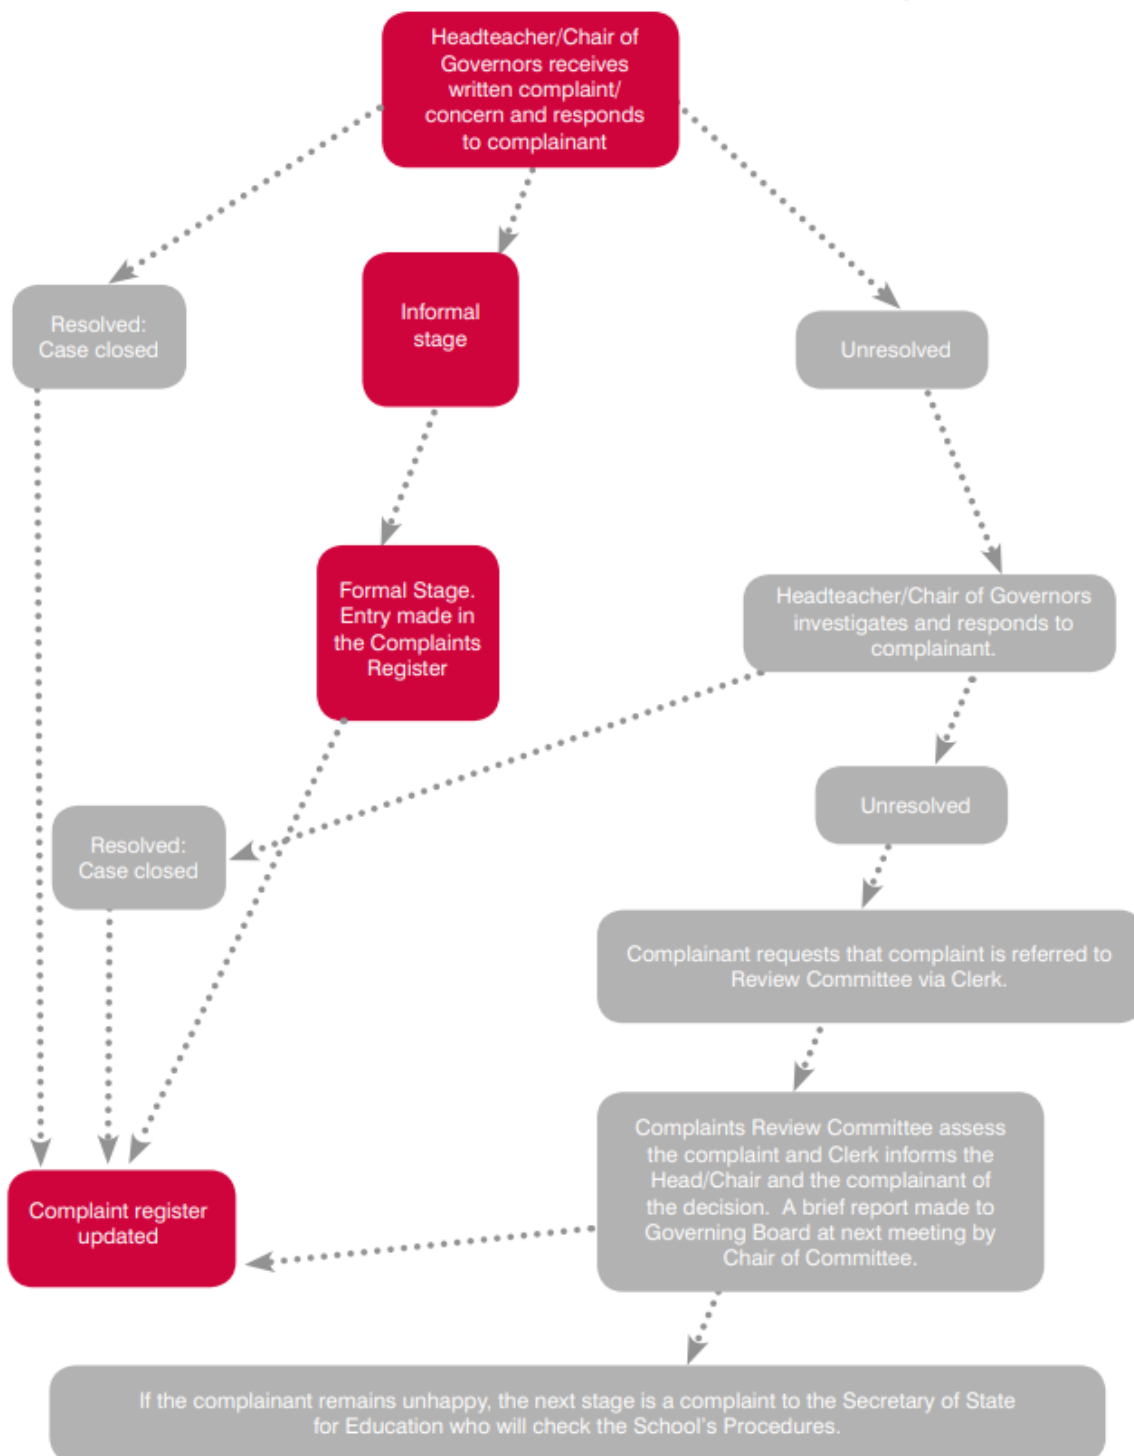 Headteacher/Chair of
Governors receives
written complaint/
concern and responds
to complainant
Resolved:
Case closed
Informal
stage
Unresolved
Formal Stage.
Entry made in
the Complaints
Register
Headteacher/Chair of Governors
investigates and responds to
complainant.
Unresolved
Resolved:
Case closed
Complainant requests that complaint is referred to
Review Committee via Clerk.
Complaints Review Committee assess
the complaint and Clerk informs the
Head/Chair and the complainant of
the decision.  A brief report made to
Governing Board at next meeting by
Chair of Committee.
Complaint register
updated
If the complainant remains unhappy, the next stage is a complaint to the Secretary of State
for Education who will check the School's Procedures.